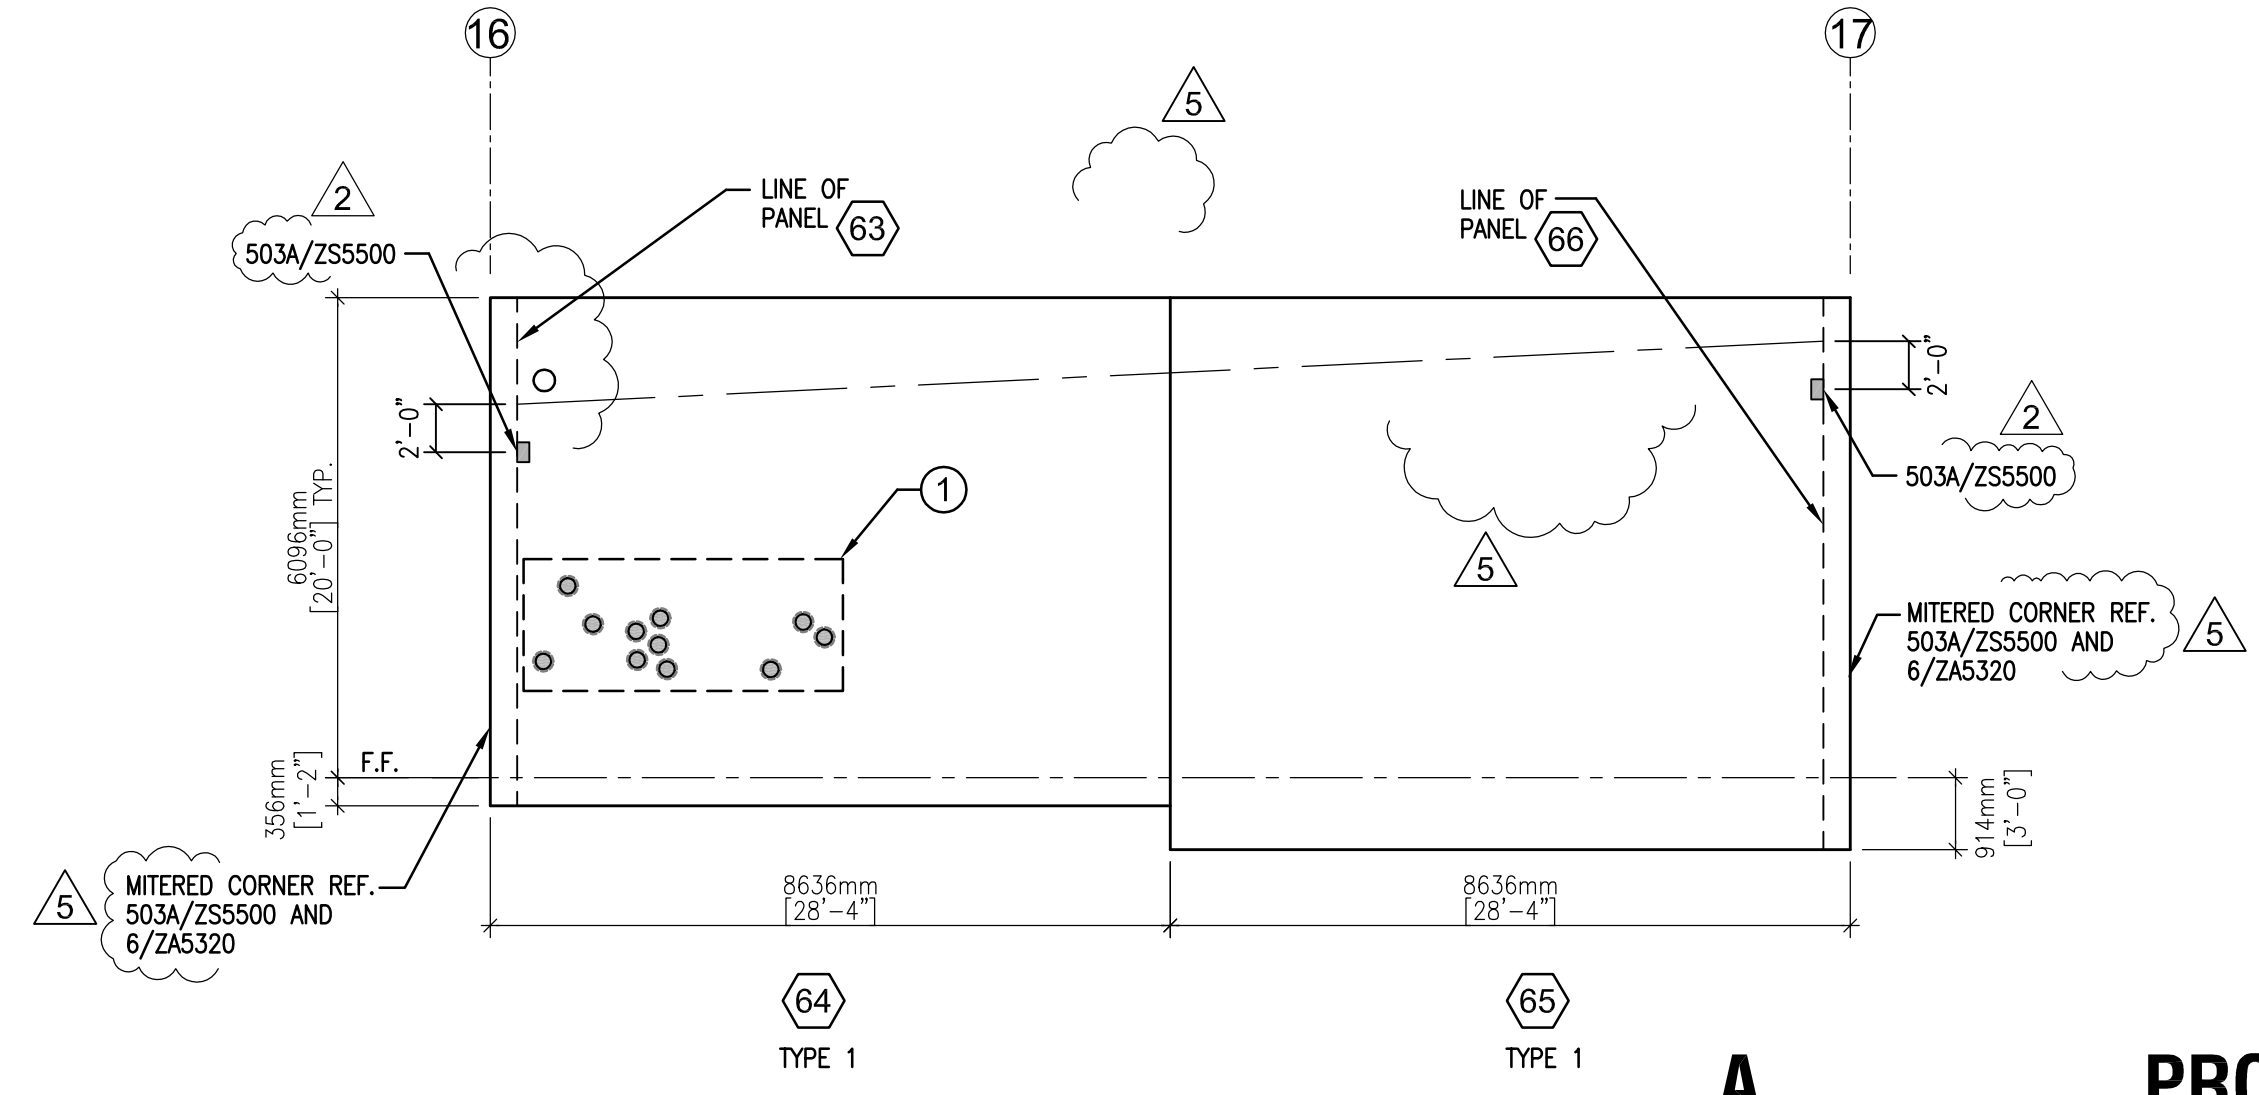 16
17
5
2
LINE OF
PANEL 63
LINE OF
PANEL 66
503A/ZS5500
2'-0"
2'-0"
2
503A/ZS5500
1
6096mm
[20'-0"] TYP.
5
MITERED CORNER REF.
503A/ZS5500 AND
6/ZA5320
5
F.F.
356mm
[1'-2"]
914mm
[3'-0"]
5
MITERED CORNER REF.
503A/ZS5500 AND
6/ZA5320
8636mm
[28'-4"]
8636mm
[28'-4"]
64
TYPE 1
65
TYPE 1
A